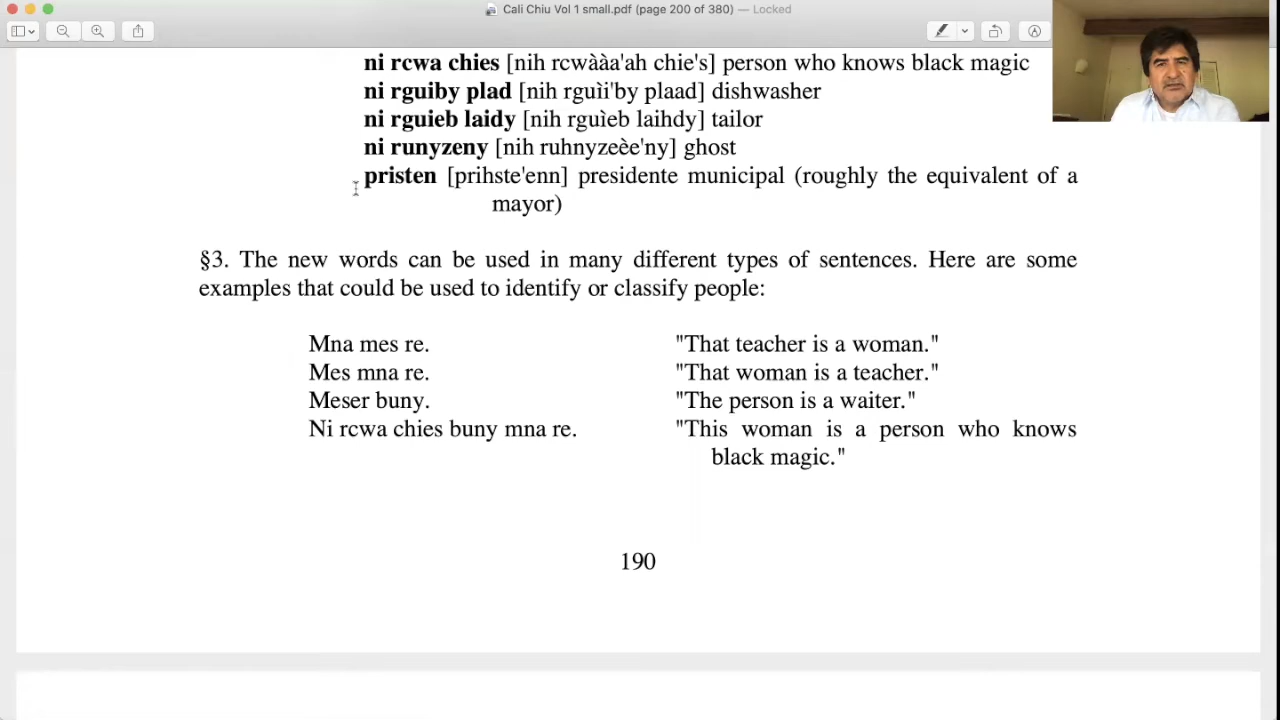 Cali Chiu Vol 1 small.pdf (page 200 of 380) — Locked
ni rcwa chies [nih rcwààa'ah chie's] person who knows black magic
ni rguiby plad [nih rguìi'by plaad] dishwasher
ni rguieb laidy [nih rguìeb laihdy] tailor
ni runyzeny [nih ruhnyzeèe'ny] ghost
pristen [prihste'enn] presidente municipal (roughly the equivalent of a
mayor)
§3. The new words can be used in many different types of sentences. Here are some
examples that could be used to identify or classify people:
Mna mes re. "That teacher is a woman."
Mes mna re. "That woman is a teacher."
Meser buny. "The person is a waiter."
Ni rcwa chies buny mna re. "This woman is a person who knows
black magic."
190